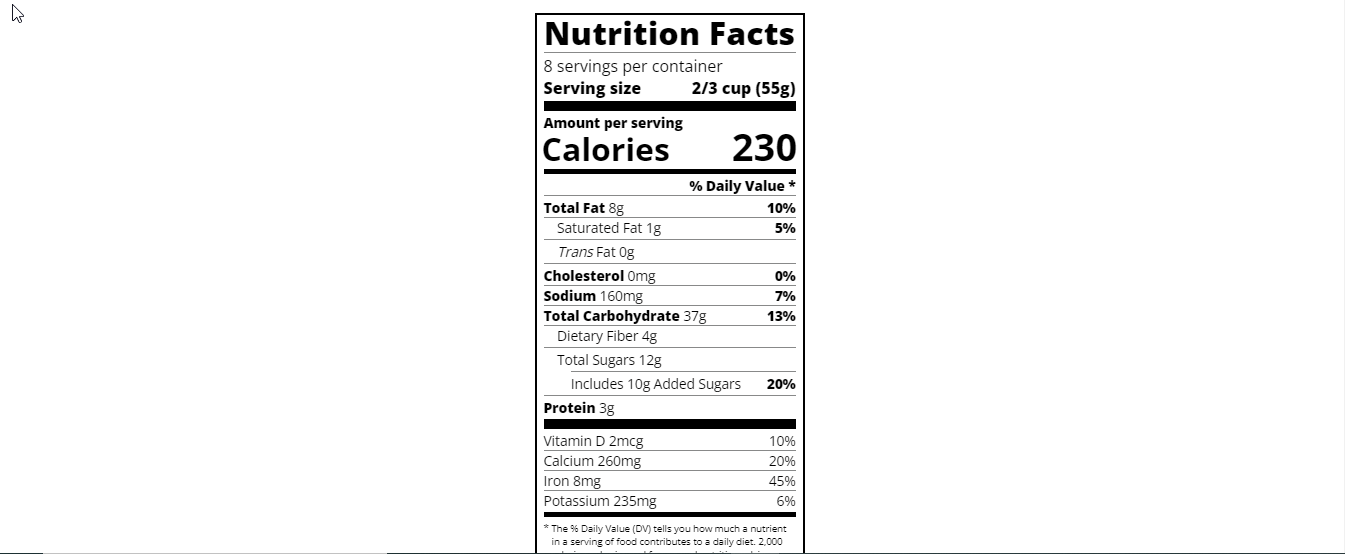 Nutrition Facts
8 servings per container
Serving size 2/3 cup (55g)
Amount per serving
Calories 230
% Daily Value *
Total Fat 8g 10%
Saturated Fat 1g 5%
Trans Fat 0g
Cholesterol 0mg 0%
Sodium 160mg 7%
Total Carbohydrate 37g 13%
Dietary Fiber 4g
Total Sugars 12g
Includes 10g Added Sugars 20%
Protein 3g
Vitamin D 2mcg 10%
Calcium 260mg 20%
Iron 8mg 45%
Potassium 235mg 6%
* The % Daily Value (DV) tells you how much a nutrient
in a serving of food contributes to a daily diet. 2,000